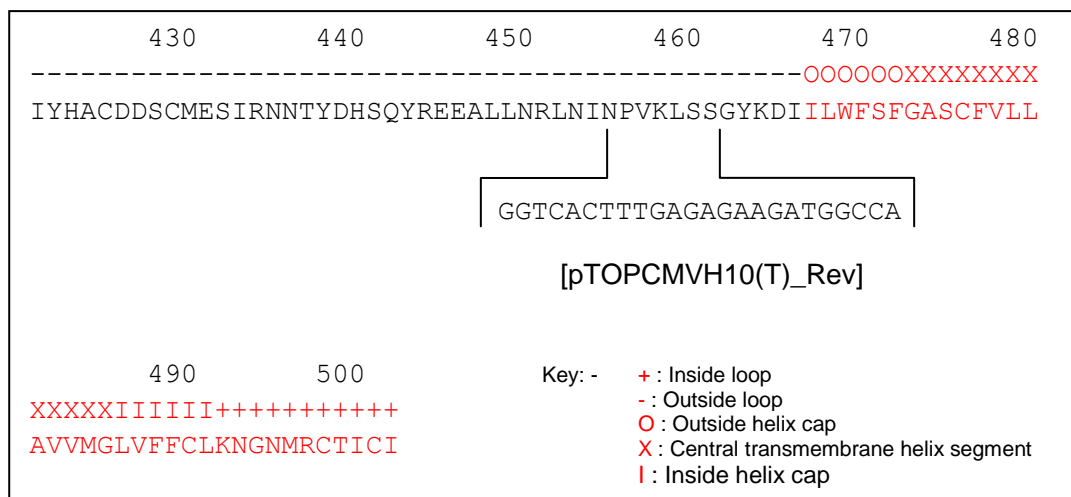 430 440 450 460 470 480
----------------------------------------------OOOOOOXXXXXXXX
IYHACDDSCMESIRNNTYDHSQYREEALLNRLNINPVKLSSGYKDIILWFSFGASCFVLL
GGTCACTTTGAGAGAAGATGGCCA
[pTOPCMVH10(T)_Rev]
490 500
XXXXXIIIIII+++++++++++
AVVMGLVFFCLKNGNMRCTICI
Key: - + : Inside loop
- : Outside loop
O : Outside helix cap
X : Central transmembrane helix segment
I : Inside helix cap